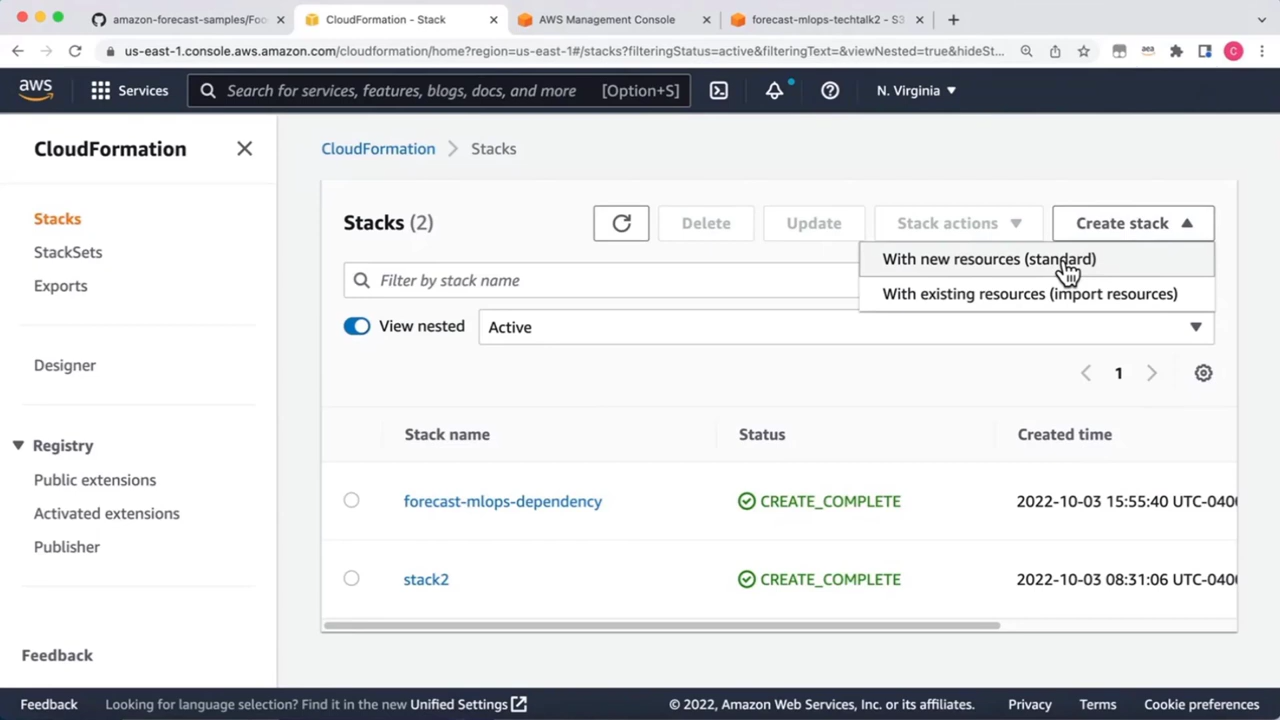 amazon-forecast-samples/Foo
CloudFormation - Stack
AWS Management Console
forecast-mlops-techtalk2 - S3
us-east-1.console.aws.amazon.com/cloudformation/home?region=us-east-1#/stacks?filteringStatus=active&filteringText=&viewNested=true&hideSt...
aws
C
aws
Services
Search for services, features, blogs, docs, and more
[Option+S]
N. Virginia
CloudFormation
CloudFormation
Stacks
Stacks
StackSets
Exports
Designer
Registry
Public extensions
Activated extensions
Publisher
Feedback
Stacks (2)
Delete
Update
Stack actions
Create stack
With new resources (standard)
With existing resources (import resources)
Filter by stack name
View nested
Active
1
Stack name
Status
Created time
forecast-mlops-dependency
CREATE_COMPLETE
2022-10-03 15:55:40 UTC-040
stack2
CREATE_COMPLETE
2022-10-03 08:31:06 UTC-040
Feedback
Looking for language selection? Find it in the new Unified Settings
© 2022, Amazon Web Services, Inc. or its affiliates.
Privacy
Terms
Cookie preferences